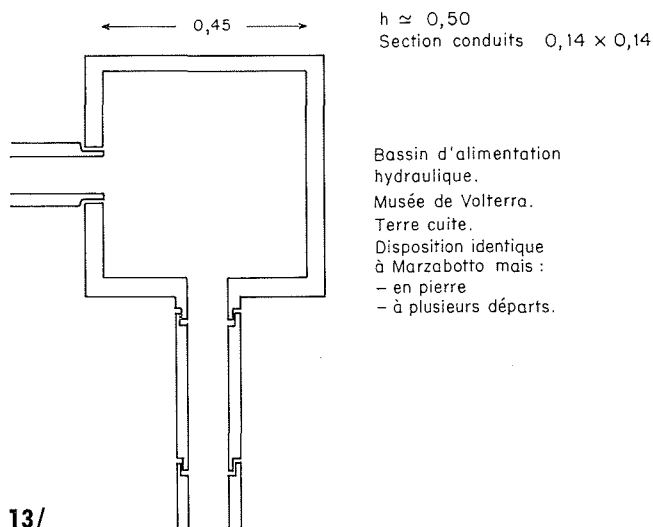 0,45
h ≃ 0,50
Section conduits 0,14 × 0,14
Bassin d'alimentation
hydraulique.
Musée de Volterra.
Terre cuite.
Disposition identique
à Marzabotto mais :
– en pierre
– à plusieurs départs.
13/